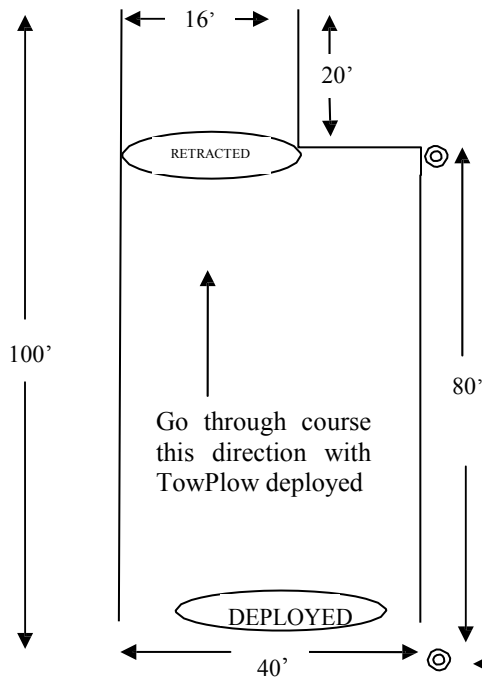 16’
20’
RETRACTED
100’
80’
Go through course
this direction with
TowPlow deployed
DEPLOYED
40’